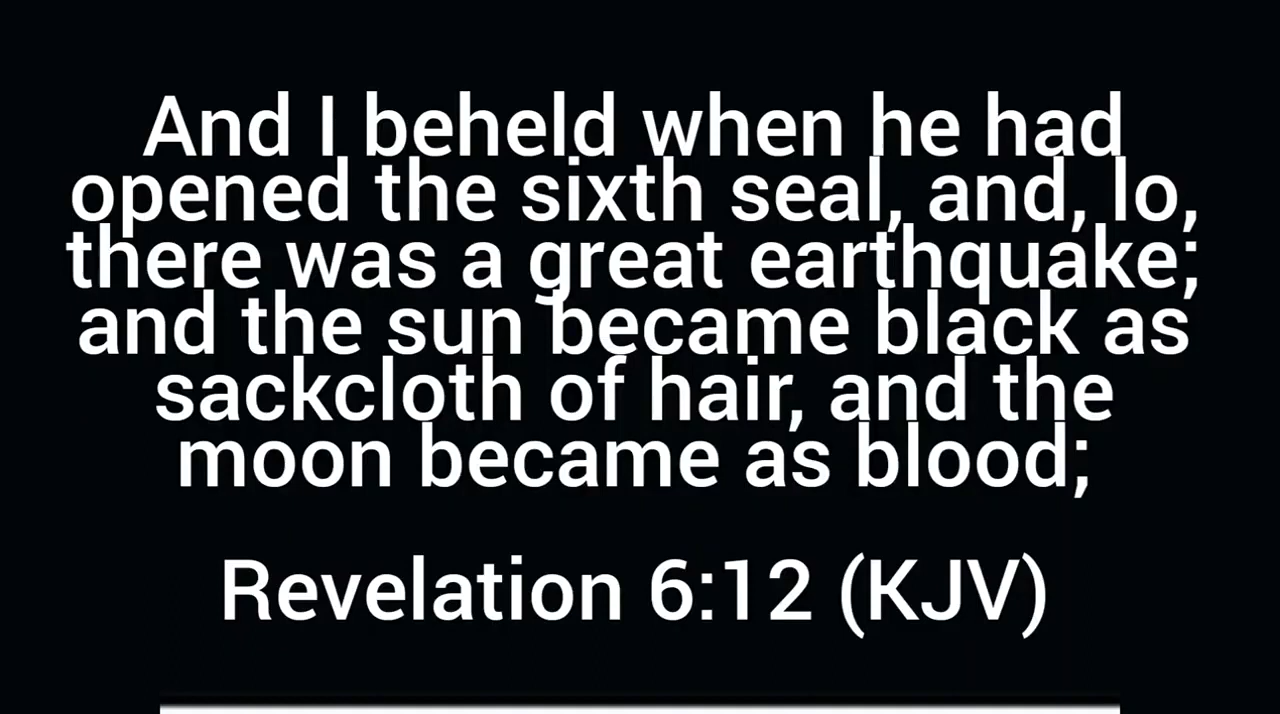 And I beheld when he had
opened the sixth seal, and, lo,
there was a great earthquake;
and the sun became black as
sackcloth of hair, and the
moon became as blood;
Revelation 6:12 (KJV)